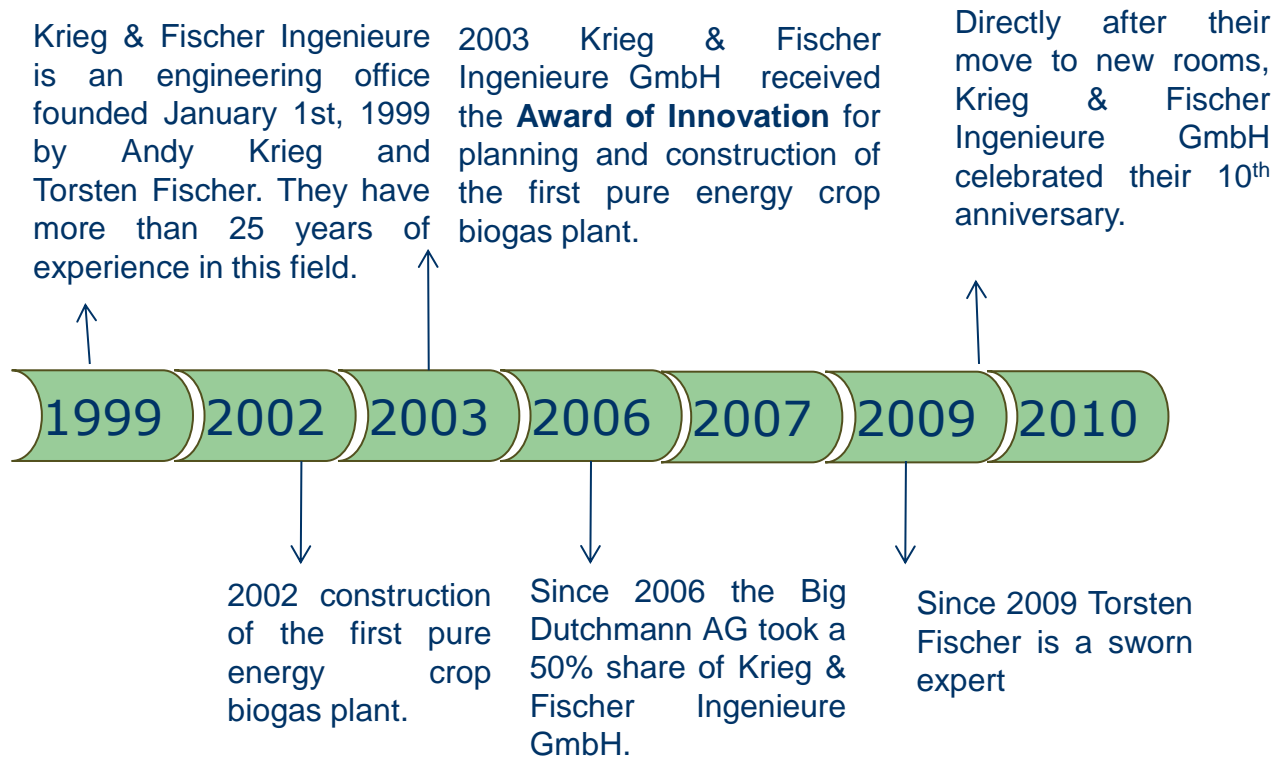 Krieg & Fischer Ingenieure
is an engineering office
founded January 1st, 1999
by Andy Krieg and
Torsten Fischer. They have
more than 25 years of
experience in this field.
2003 Krieg & Fischer
Ingenieure GmbH received
the Award of Innovation for
planning and construction of
the first pure energy crop
biogas plant.
Directly after their
move to new rooms,
Krieg & Fischer
Ingenieure GmbH
celebrated their 10th
anniversary.
1999 2002 2003 2006 2007 2009 2010
2002 construction
of the first pure
energy crop
biogas plant.
Since 2006 the Big
Dutchmann AG took a
50% share of Krieg &
Fischer Ingenieure
GmbH.
Since 2009 Torsten
Fischer is a sworn
expert